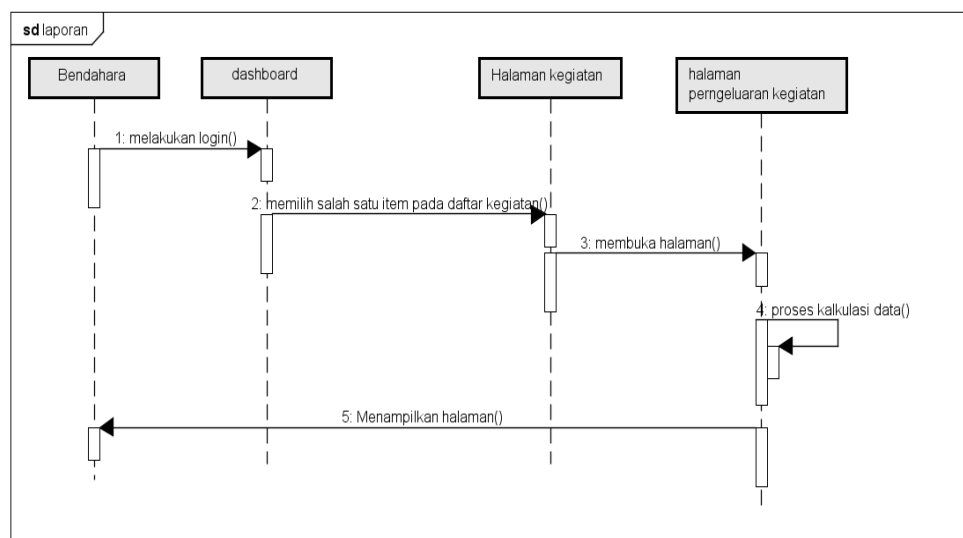 sd laporan
Bendahara
dashboard
Halaman kegiatan
halaman
perngeluaran kegiatan
1: melakukan login()
2: memilih salah satu item pada daftar kegiatan()
3: membuka halaman()
4: proses kalkulasi data()
5: Menampilkan halaman()